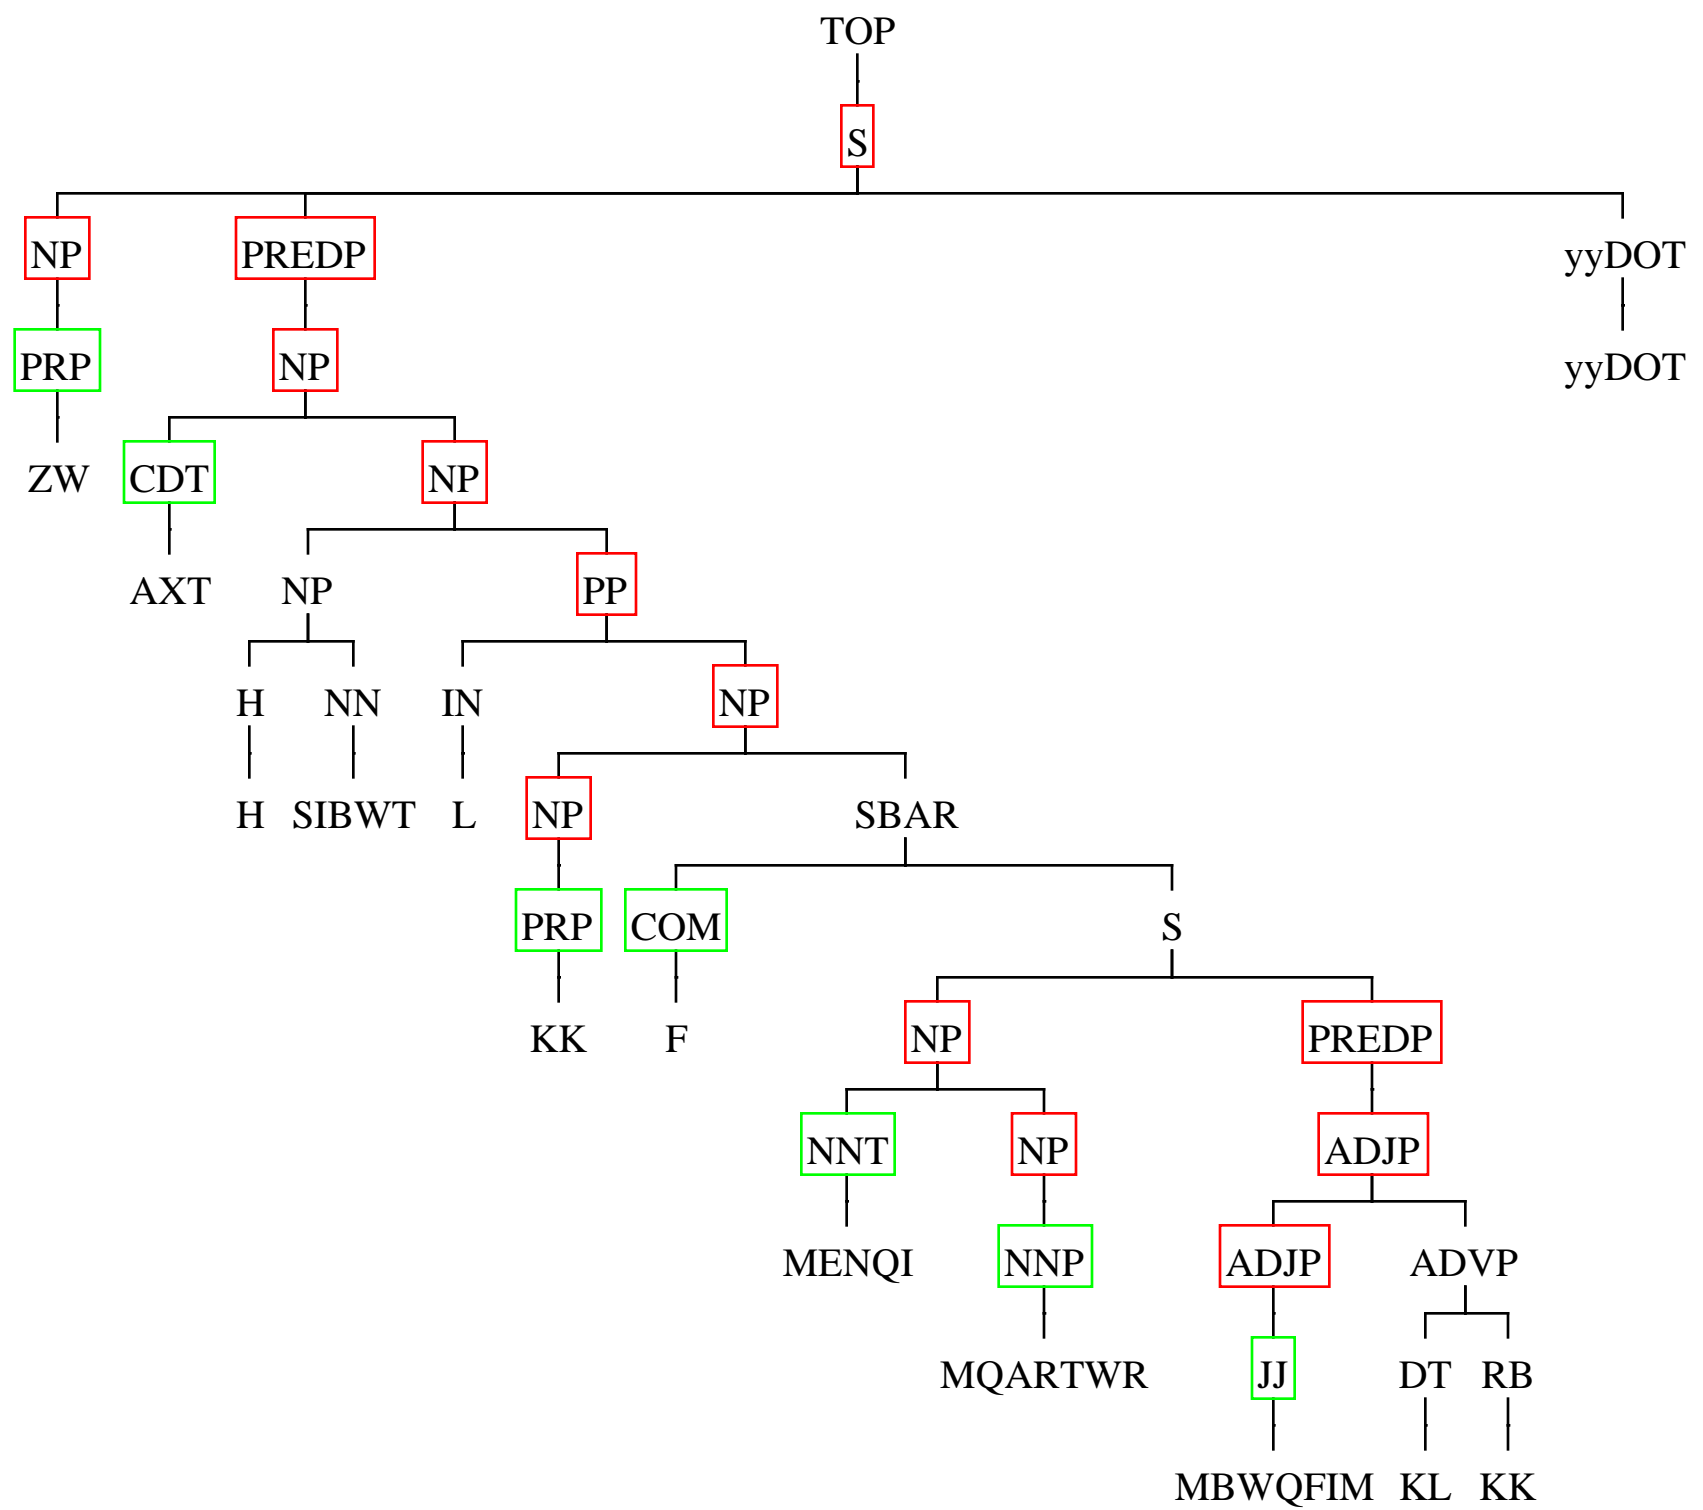 TOP
S
NP PREDP yyDOT
PRP NP yyDOT
ZW CDT NP
AXT NP PP
H NN IN NP
H SIBWT L NP SBAR
PRP COM S
KK F NP PREDP
NNT NP ADJP
MENQI NNP ADJP ADVP
MQARTWR JJ DT RB
MBWQFIM KL KK